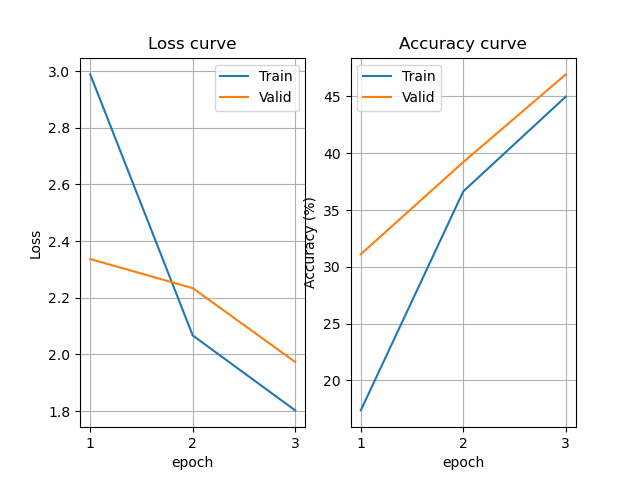 Loss curve
Loss
3.0
2.8
2.6
2.4
2.2
2.0
1.8
1
2
3
epoch
Train
Valid
Accuracy curve
Accuracy (%)
45
40
35
30
25
20
1
2
3
epoch
Train
Valid